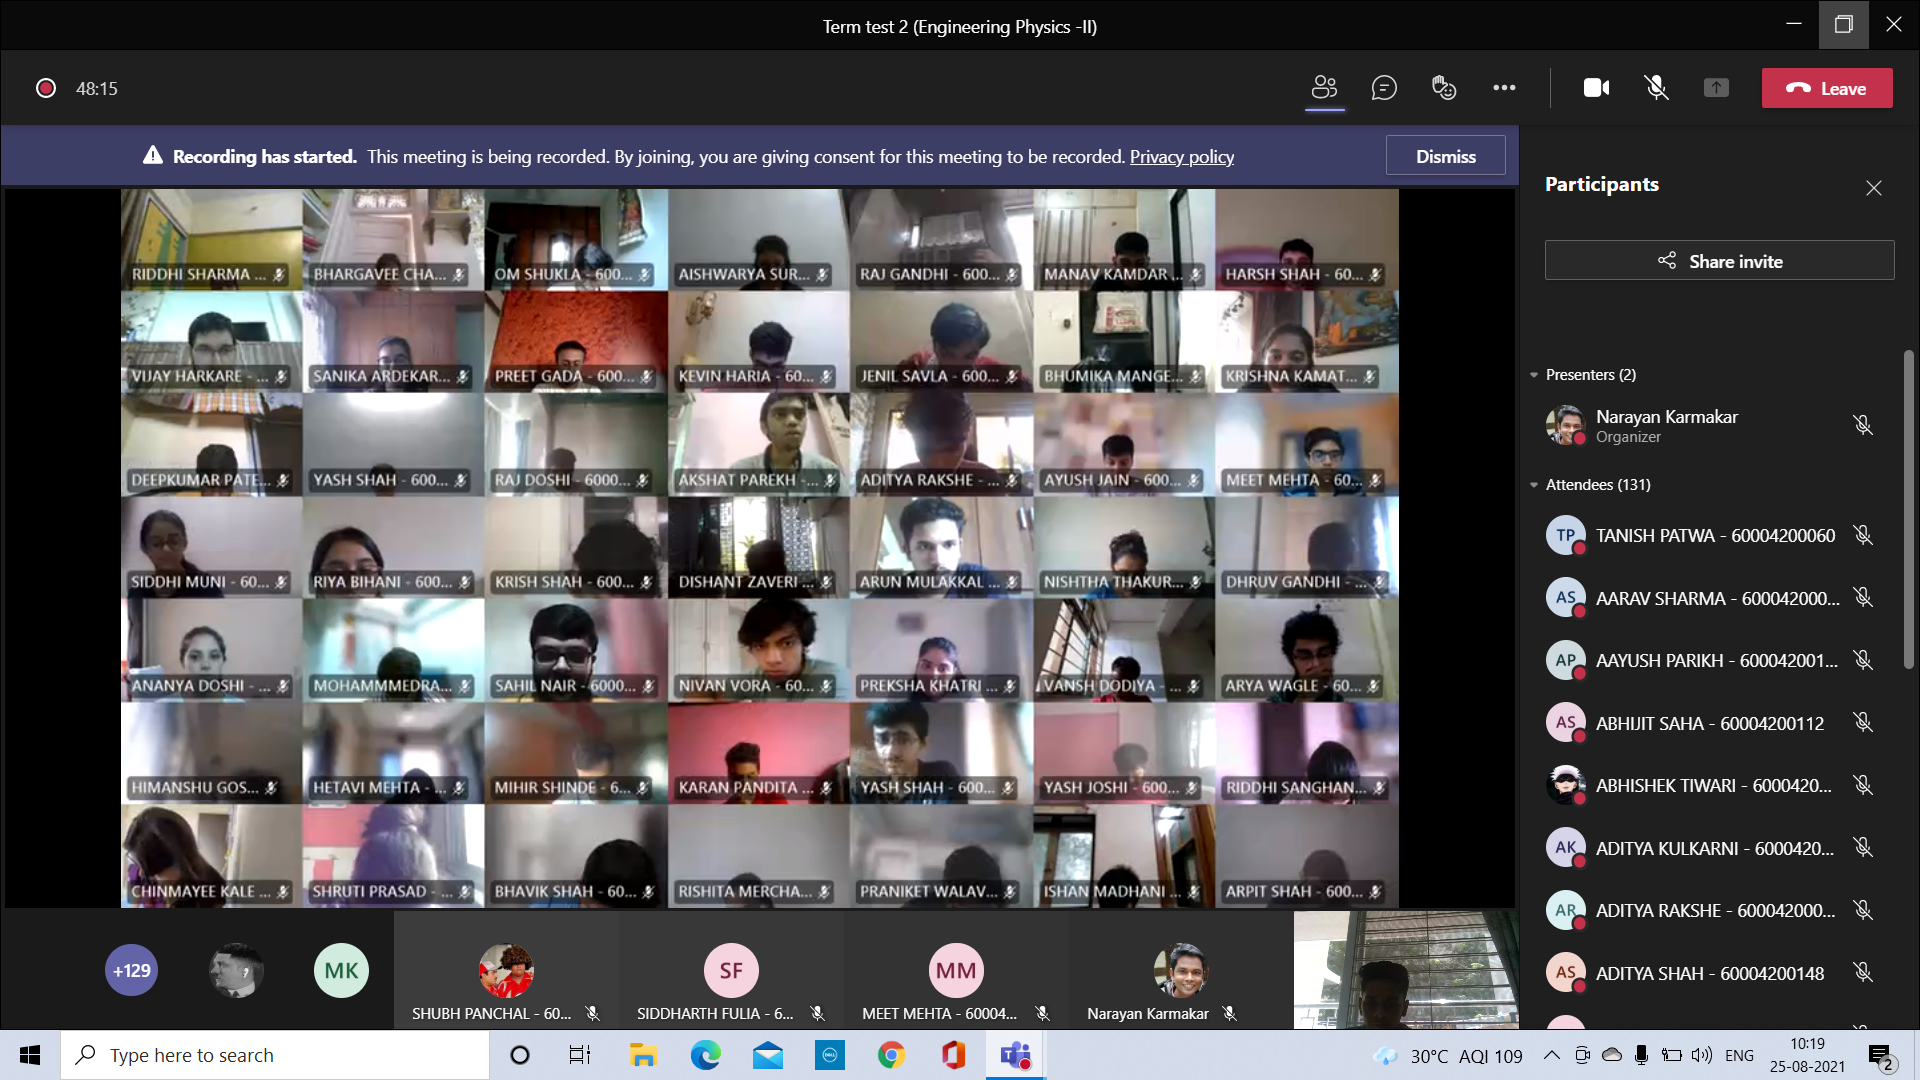 Term test 2 (Engineering Physics -II)
48:15
Leave
Recording has started. This meeting is being recorded. By joining, you are giving consent for this meeting to be recorded. Privacy policy
Dismiss
RIDDHI SHARMA ... BHARGAVEE CHA... OM SHUKLA - 600... AISHWARYA SUR... RAJ GANDHI - 600... MANAV KAMDAR ... HARSH SHAH - 60...
VIJAY HARKARE - ... SANIKA ARDEKAR... PREET GADA - 600... KEVIN HARIA - 60... JENIL SAVLA - 600... BHUMIKA MANGE... KRISHNA KAMAT...
DEEPKUMAR PATE... YASH SHAH - 600... RAJ DOSHI - 6000... AKSHAT PAREKH -... ADITYA RAKSHE - ... AYUSH JAIN - 600... MEET MEHTA - 60...
SIDDHI MUNI - 60... RIYA BIHANI - 600... KRISH SHAH - 600... DISHANT ZAVERI ... ARUN MULAKKAL ... NISHTHA THAKUR... DHRUV GANDHI - ...
ANANYA DOSHI - ... MOHAMMMEDRA... SAHIL NAIR - 6000... NIVAN VORA - 60... PREKSHA KHATRI ... VANSH DODIYA - ... ARYA WAGLE - 60...
HIMANSHU GOS... HETAVI MEHTA - ... MIHIR SHINDE - 6... KARAN PANDITA ... YASH SHAH - 600... YASH JOSHI - 600... RIDDHI SANGHAN...
CHINMAYEE KALE ... SHRUTI PRASAD - ... BHAVIK SHAH - 60... RISHITA MERCHA... PRANIKET WALAV... ISHAN MADHANI ... ARPIT SHAH - 600...
+129
MK
SHUBH PANCHAL - 60...
SF
SIDDHARTH FULIA - 6...
MM
MEET MEHTA - 60004...
Narayan Karmakar
Participants
Share invite
Presenters (2)
Narayan Karmakar
Organizer
Attendees (131)
TP TANISH PATWA - 60004200060
AS AARAV SHARMA - 600042000...
AP AAYUSH PARIKH - 600042001...
AS ABHIJIT SAHA - 60004200112
ABHISHEK TIWARI - 6000420...
AK ADITYA KULKARNI - 6000420...
AR ADITYA RAKSHE - 600042000...
AS ADITYA SHAH - 60004200148
Type here to search
DELL
30°C AQI 109
ENG
10:19
25-08-2021
2